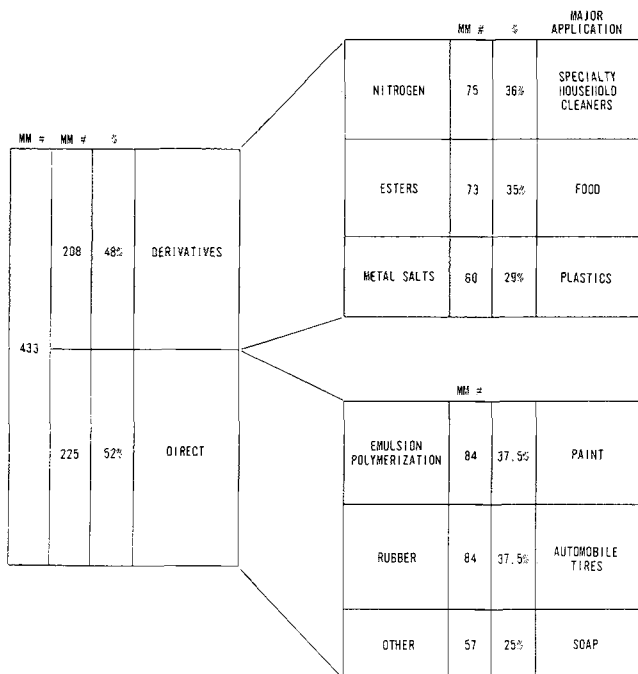 MAJOR
MM # % APPLICATION
NITROGEN 75 36% SPECIALTY
HOUSEHOLD
CLEANERS
ESTERS 73 35% FOOD
METAL SALTS 60 29% PLASTICS
MM # MM # %
433
208 48% DERIVATIVES
225 52% DIRECT
MM #
EMULSION
POLYMERIZATION 84 37.5% PAINT
RUBBER 84 37.5% AUTOMOBILE
TIRES
OTHER 57 25% SOAP